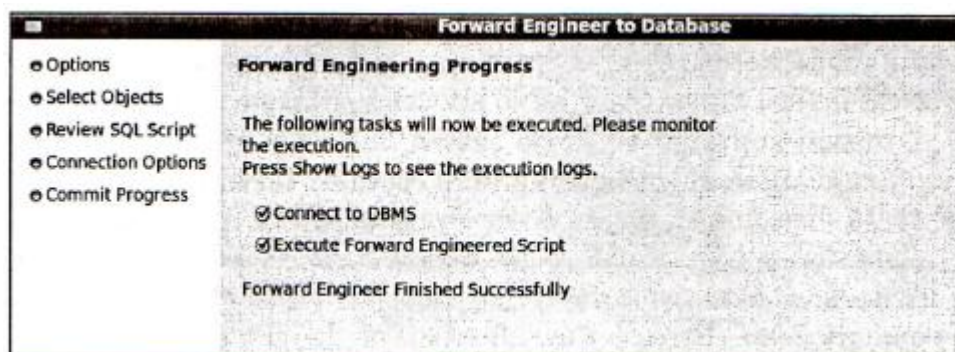 Forward Engineer to Database
Options
Select Objects
Review SQL Script
Connection Options
Commit Progress
Forward Engineering Progress
The following tasks will now be executed. Please monitor
the execution.
Press Show Logs to see the execution logs.
Connect to DBMS
Execute Forward Engineered Script
Forward Engineer Finished Successfully